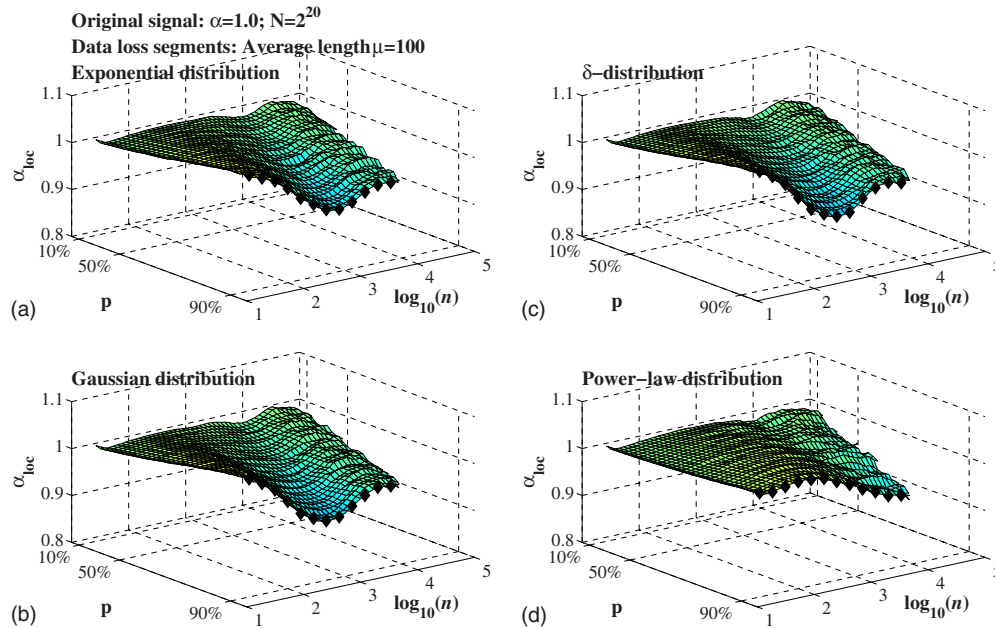 Original signal: α=1.0; N=2^20
Data loss segments: Average length μ=100
Exponential distribution
1.1
1
0.9
0.8
α_loc
10%
50%
90%
p
1
2
3
4
5
log_10(n)
(a)
δ−distribution
1.1
1
0.9
0.8
α_loc
10%
50%
90%
p
1
2
3
4
5
log_10(n)
(c)
Gaussian distribution
1.1
1
0.9
0.8
α_loc
10%
50%
90%
p
1
2
3
4
5
log_10(n)
(b)
Power−law distribution
1.1
1
0.9
0.8
α_loc
10%
50%
90%
p
1
2
3
4
5
log_10(n)
(d)